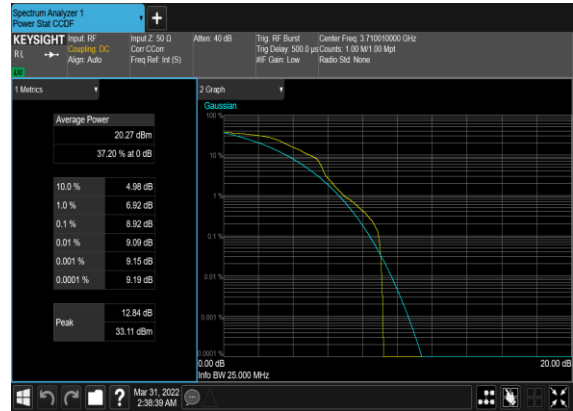 Spectrum Analyzer 1
Power Stat CCDF
KEYSIGHT
Input: RF
Input Z: 50 Ω
Atten: 40 dB
Trig: RF Burst
Center Freq: 3.710010000 GHz
R L
Coupling: DC
Corr CCorr
Trig Delay: 500.0 µs
Counts: 1.00 M/1.00 Mpt
Align: Auto
Freq Ref: Int (S)
#IF Gain: Low
Radio Std: None
1 Metrics
2 Graph
Gaussian
Average Power
20.27 dBm
37.20 % at 0 dB
10.0 % 4.98 dB
1.0 % 6.92 dB
0.1 % 8.92 dB
0.01 % 9.09 dB
0.001 % 9.15 dB
0.0001 % 9.19 dB
Peak
12.84 dB
33.11 dBm
100 %
10 %
1 %
0.1 %
0.01 %
0.001 %
0.0001 %
0.00 dB
20.00 dB
Info BW 25.000 MHz
?
Mar 31, 2022
2:38:39 AM